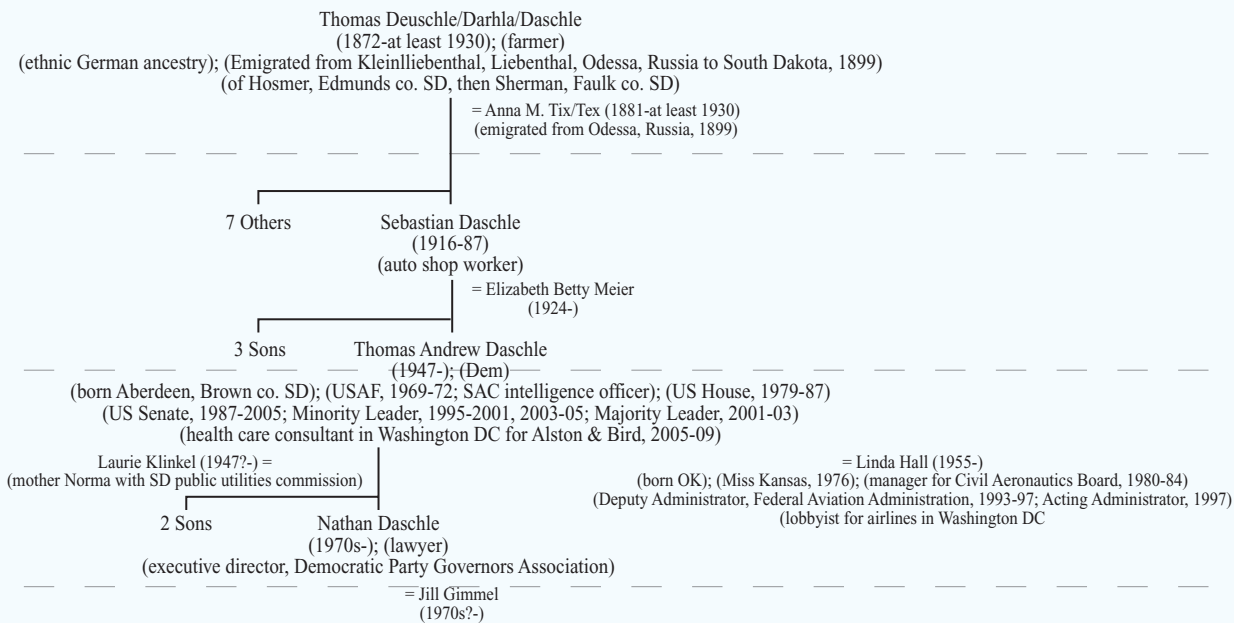 Thomas Deuschle/Darhla/Daschle
(1872-at least 1930); (farmer)
(ethnic German ancestry); (Emigrated from Kleinlliebenthal, Liebenthal, Odessa, Russia to South Dakota, 1899)
(of Hosmer, Edmunds co. SD, then Sherman, Faulk co. SD)
= Anna M. Tix/Tex (1881-at least 1930)
(emigrated from Odessa, Russia, 1899)
7 Others
Sebastian Daschle
(1916-87)
(auto shop worker)
= Elizabeth Betty Meier
(1924-)
3 Sons
Thomas Andrew Daschle
(1947-); (Dem)
(born Aberdeen, Brown co. SD); (USAF, 1969-72; SAC intelligence officer); (US House, 1979-87)
(US Senate, 1987-2005; Minority Leader, 1995-2001, 2003-05; Majority Leader, 2001-03)
(health care consultant in Washington DC for Alston & Bird, 2005-09)
Laurie Klinkel (1947?-) =
(mother Norma with SD public utilities commission)
= Linda Hall (1955-)
(born OK); (Miss Kansas, 1976); (manager for Civil Aeronautics Board, 1980-84)
(Deputy Administrator, Federal Aviation Administration, 1993-97; Acting Administrator, 1997)
(lobbyist for airlines in Washington DC
2 Sons
Nathan Daschle
(1970s-); (lawyer)
(executive director, Democratic Party Governors Association)
= Jill Gimmel
(1970s?-)